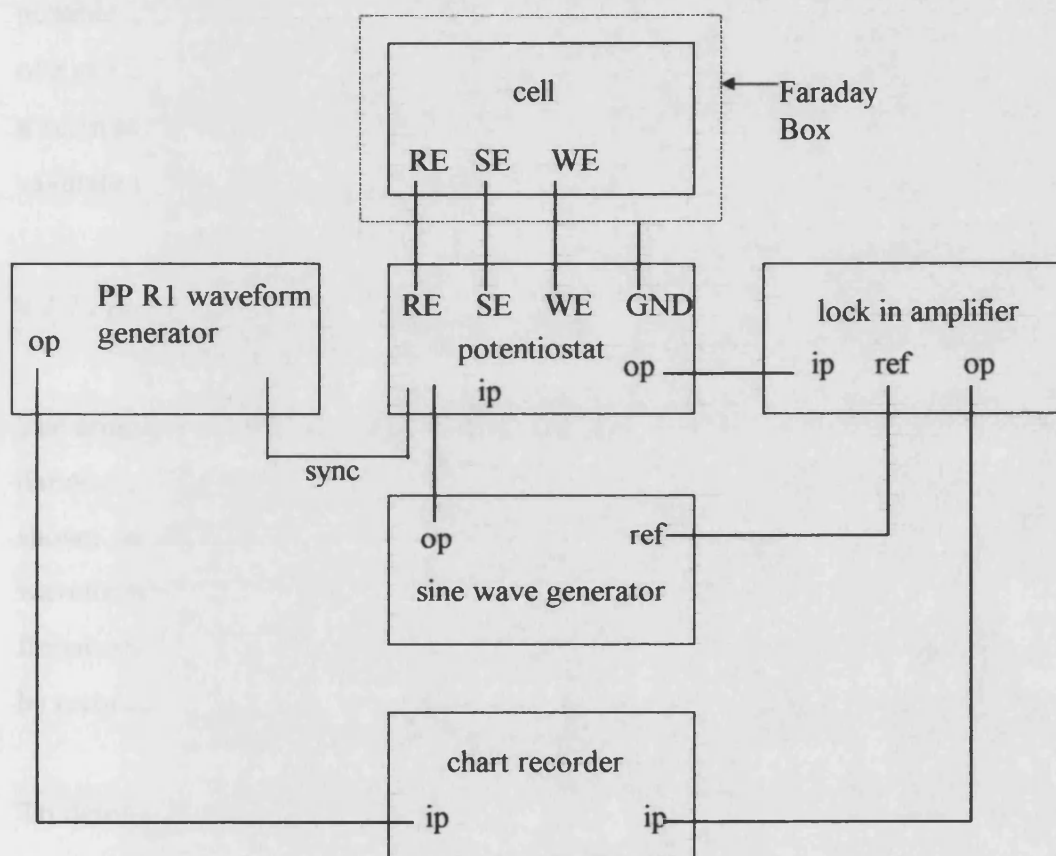 cell
Faraday
Box
RE SE WE
PP R1 waveform
generator
op
RE SE WE GND
potentiostat
op
ip
lock in amplifier
ip ref op
sync
op ref
sine wave generator
chart recorder
ip ip